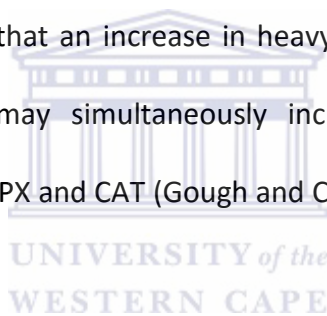 that an increase in heavy
may simultaneously inc
PX and CAT (Gough and C
UNIVERSITY of the
WESTERN CAPE